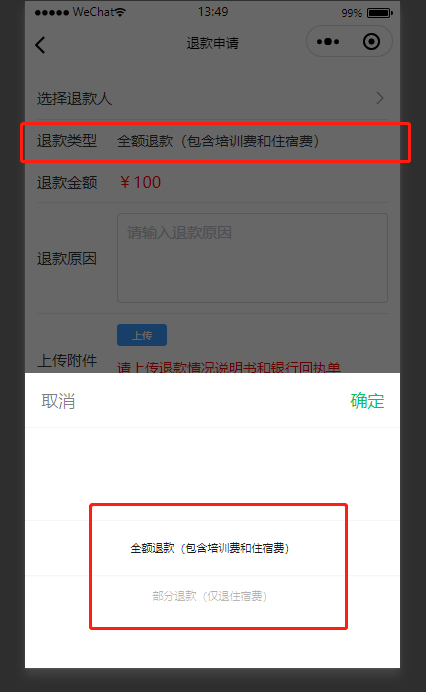 ●●●●● WeChat 13:49 99%
退款申请
选择退款人
退款类型 全额退款（包含培训费和住宿费）
退款金额 ￥100
退款原因 请输入退款原因
上传
上传附件 请上传退款情况说明书和银行回执单
取消 确定
全额退款（包含培训费和住宿费）
部分退款（仅退住宿费）